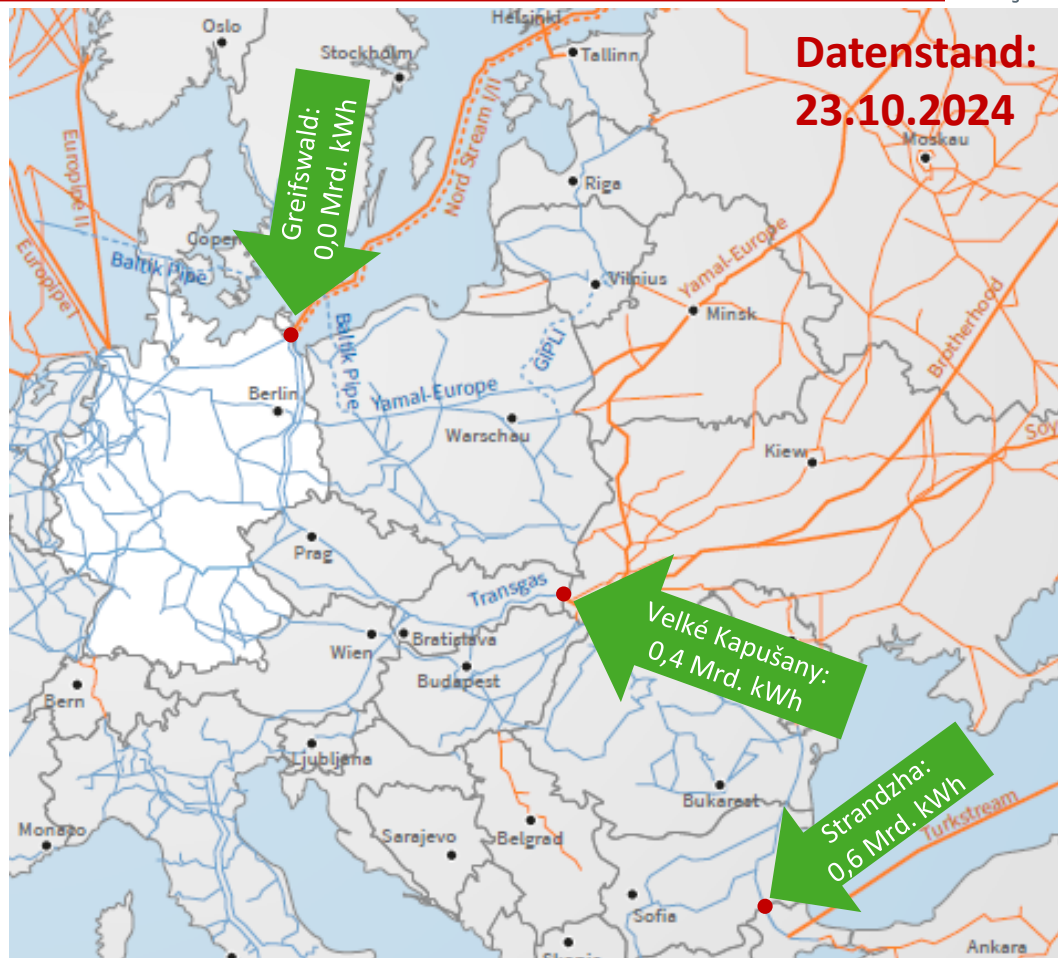 Helsinki
Oslo
Stockholm
Tallinn
Datenstand:
23.10.2024
Moskau
Greifswald:
0,0 Mrd. kWh
Nord Stream I/II
Europipe II
Europipe I
Riga
Copen
Baltik Pipe
Vilnius
Yamal-Europe
Minsk
Brotherhood
Baltik Pipe
GIPLi
Yamal-Europe
Berlin
Warschau
Kiew
Soy
Prag
Transgas
Velké Kapušany:
0,4 Mrd. kWh
Wien
Bratislava
Budapest
Bern
Ljubljana
Bukarest
Strandzha:
0,6 Mrd. kWh
Turkstream
Monaco
Sarajevo
Belgrad
Sofia
Ankara